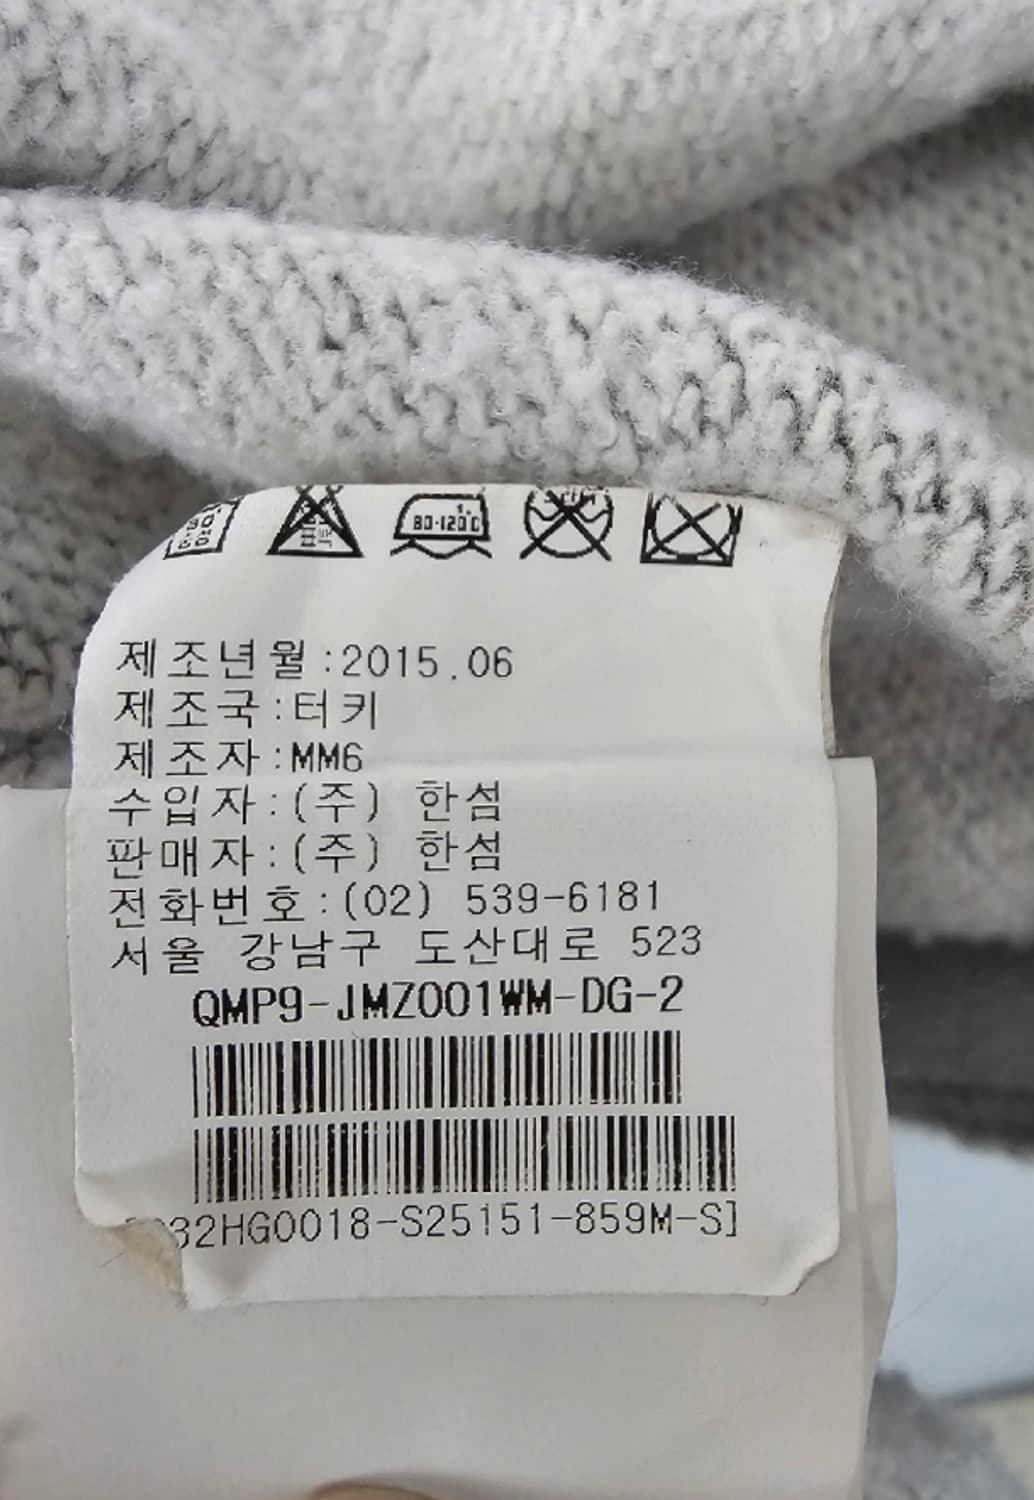 80-120℃
제조년월:2015.06
제조국:터키
제조자:MM6
수입자:(주) 한섬
판매자:(주) 한섬
전화번호:(02) 539-6181
서울 강남구 도산대로 523
QMP9-JMZ001WM-DG-2
32HG0018-S25151-859M-S]